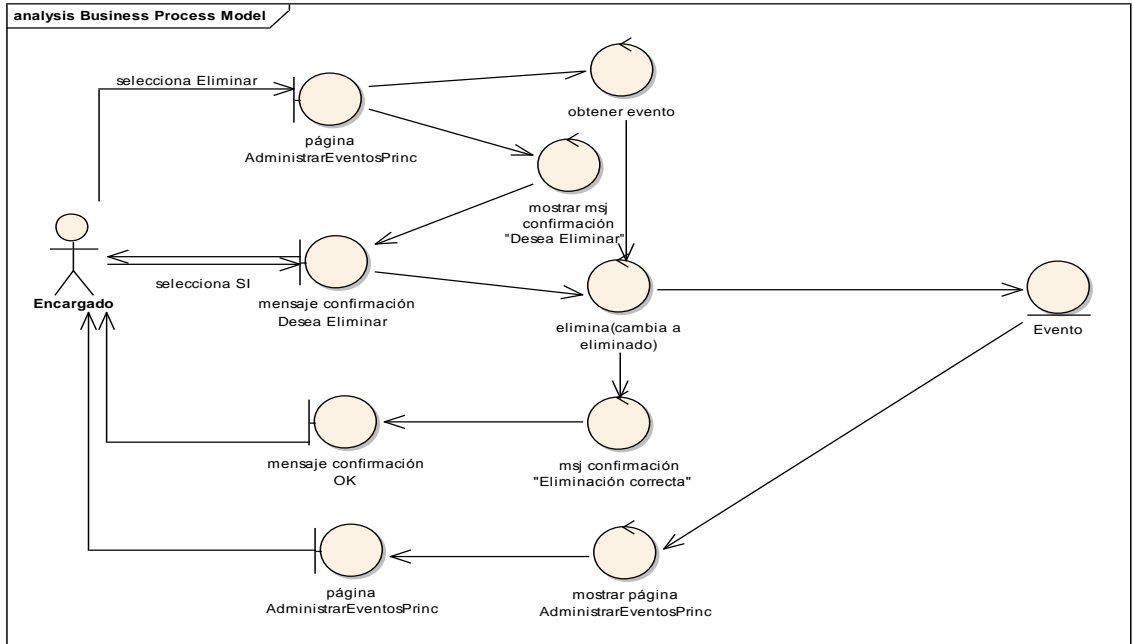 analysis Business Process Model
selecciona Eliminar
página
AdministrarEventosPrinc
obtener evento
mostrar msj
confirmación
"Desea Eliminar"
Encargado
selecciona SI
mensaje confirmación
Desea Eliminar
elimina(cambia a
eliminado)
Evento
mensaje confirmación
OK
msj confirmación
"Eliminación correcta"
página
AdministrarEventosPrinc
mostrar página
AdministrarEventosPrinc